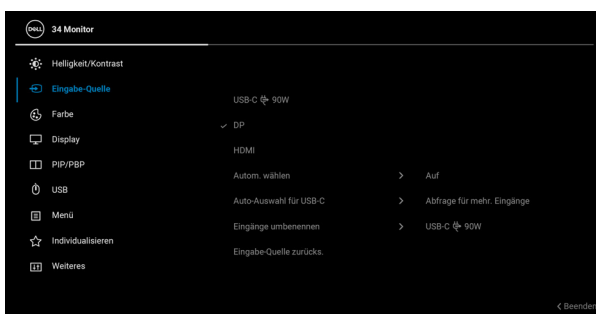 DELL 34 Monitor
Helligkeit/Kontrast
Eingabe-Quelle
Farbe
Display
PIP/PBP
USB
Menü
Individualisieren
Weiteres
USB-C 90W
DP
HDMI
Autom. wählen > Auf
Auto-Auswahl für USB-C > Abfrage für mehr. Eingänge
Eingänge umbenennen > USB-C 90W
Eingabe-Quelle zurücks.
< Beenden